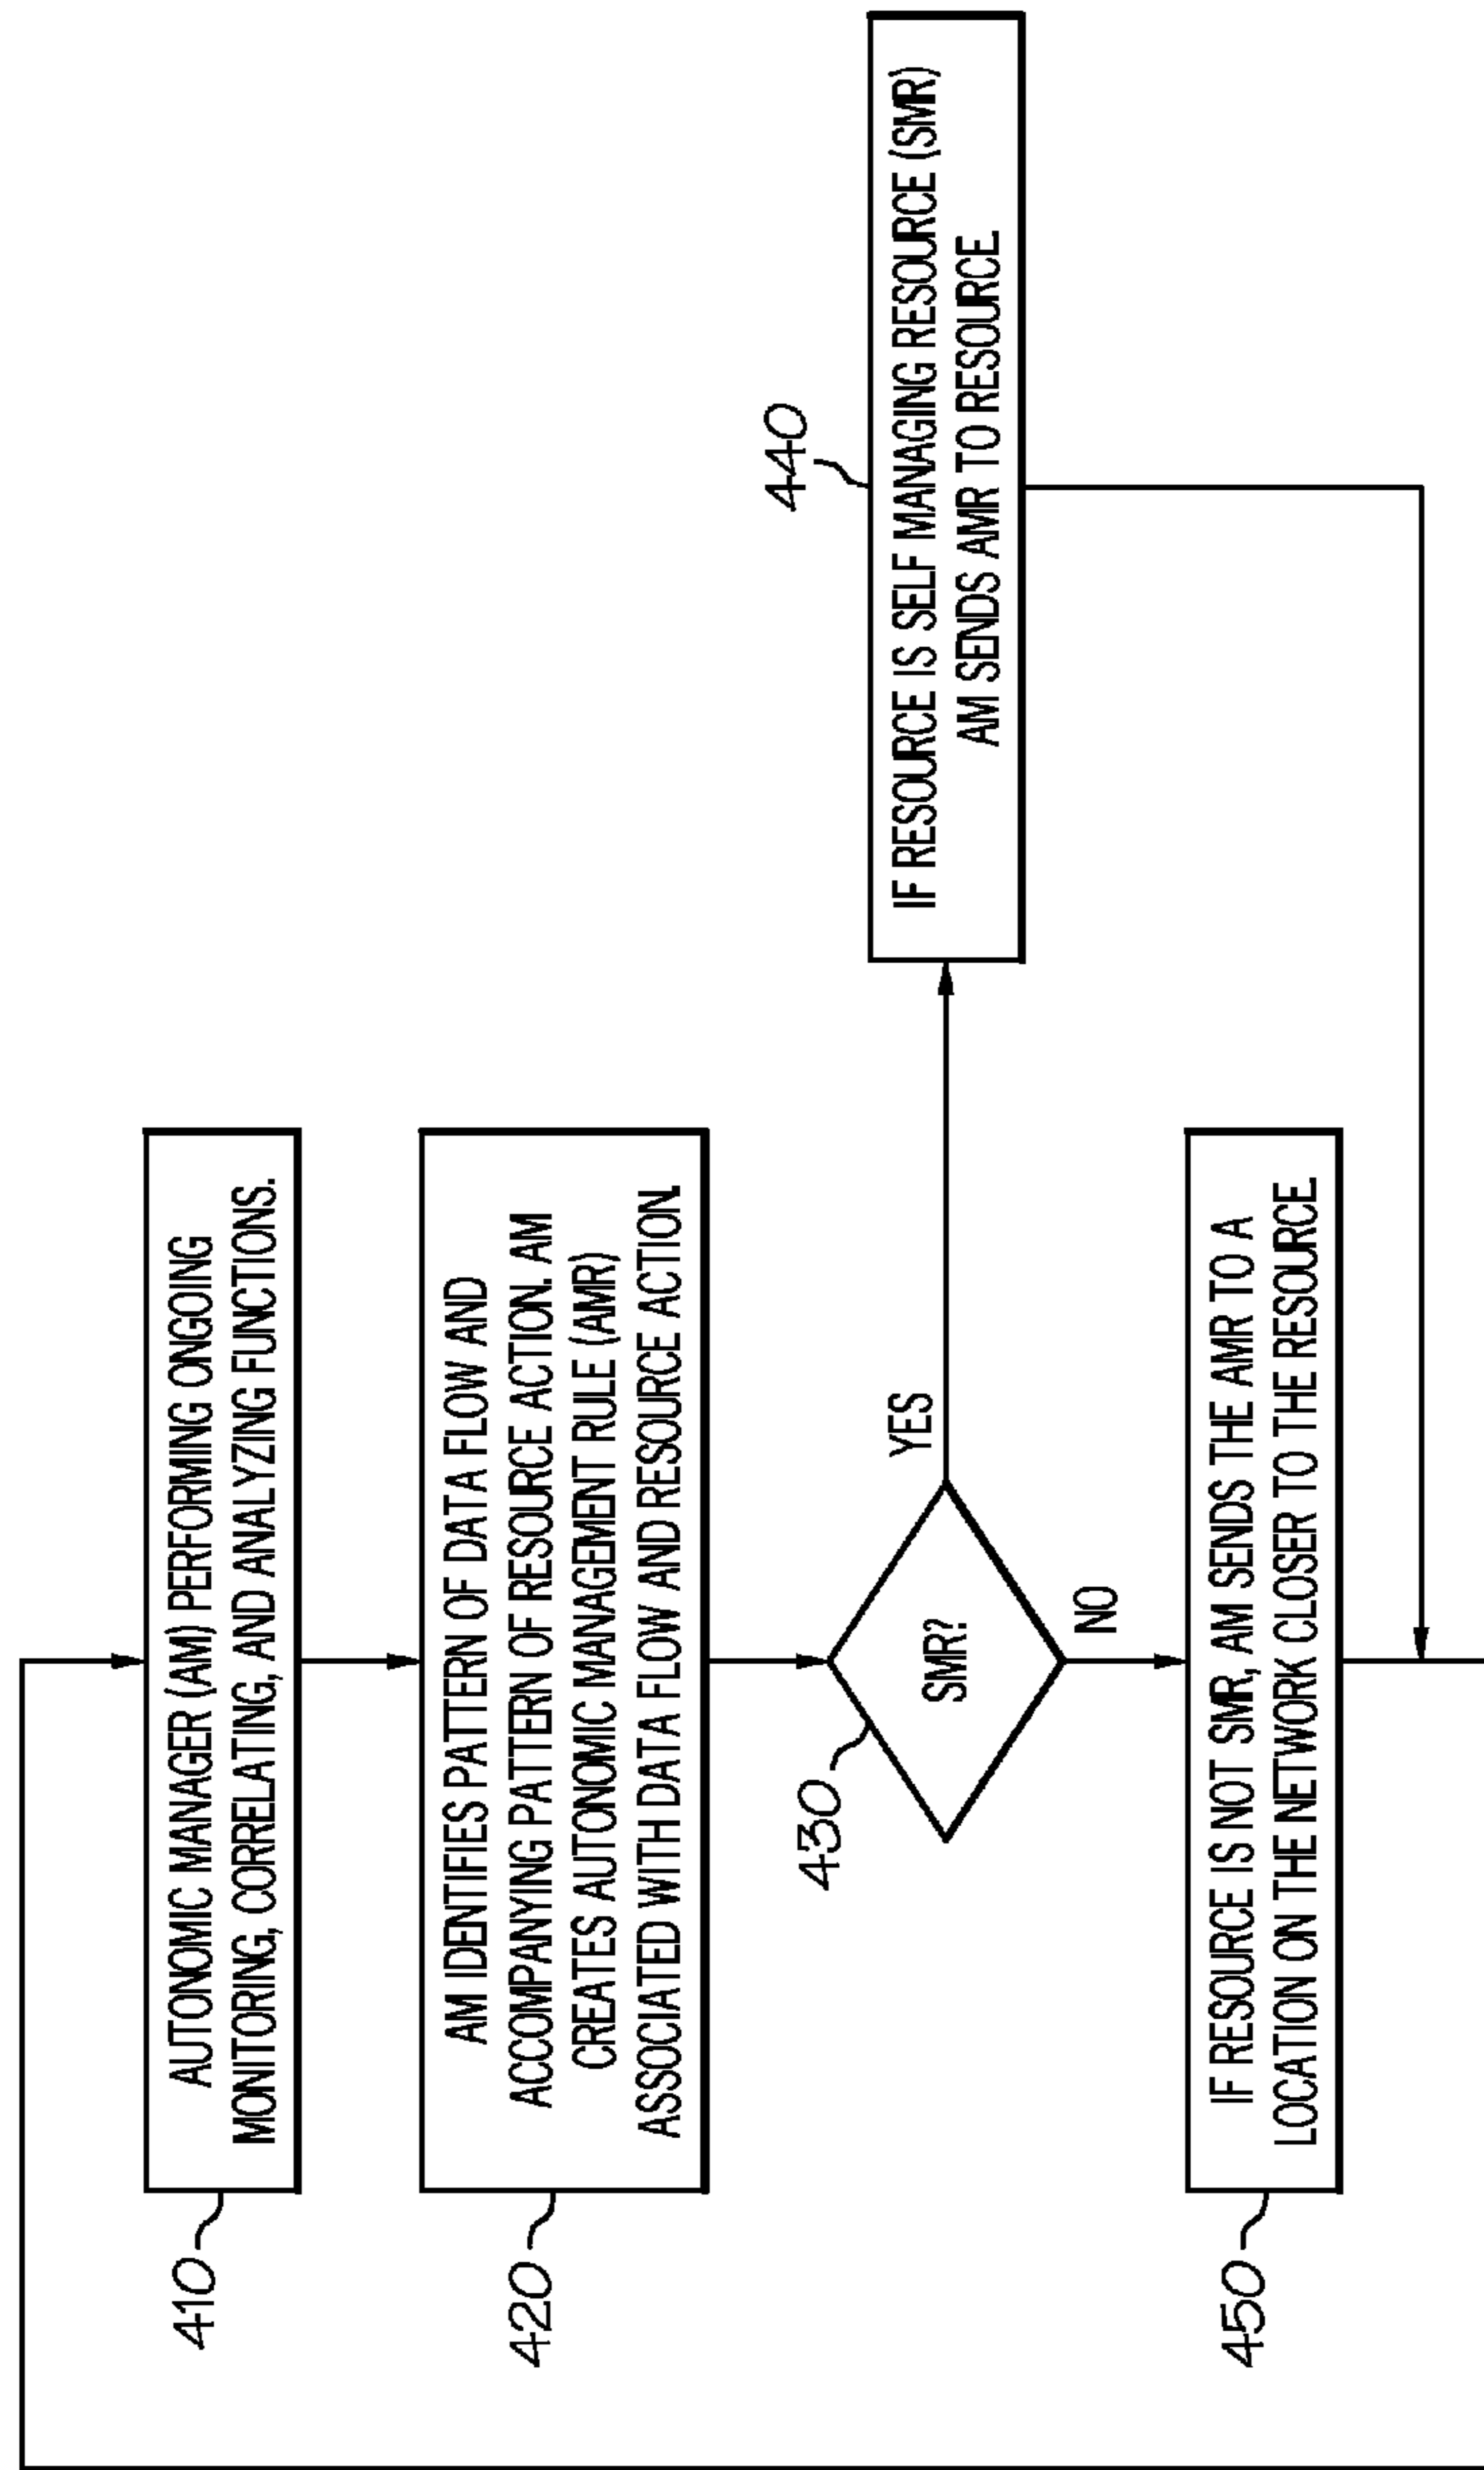 410
AUTONOMIC MANAGER (AM) PERFORMING ONGOING
MONITORING, CORRELATING, AND ANALYZING FUNCTIONS.
420
AM IDENTIFIES PATTERN OF DATA FLOW AND
ACCOMPANYING PATTERN OF RESOURCE ACTION. AM
CREATES AUTONOMIC MANAGEMENT RULE (AMR)
ASSOCIATED WITH DATA FLOW AND RESOURCE ACTION.
430
SMR?
YES
NO
440
IF RESOURCE IS SELF MANAGING RESOURCE (SMR)
AM SENDS AMR TO RESOURCE.
450
IF RESOURCE IS NOT SMR, AM SENDS THE AMR TO A
LOCATION ON THE NETWORK CLOSER TO THE RESOURCE.